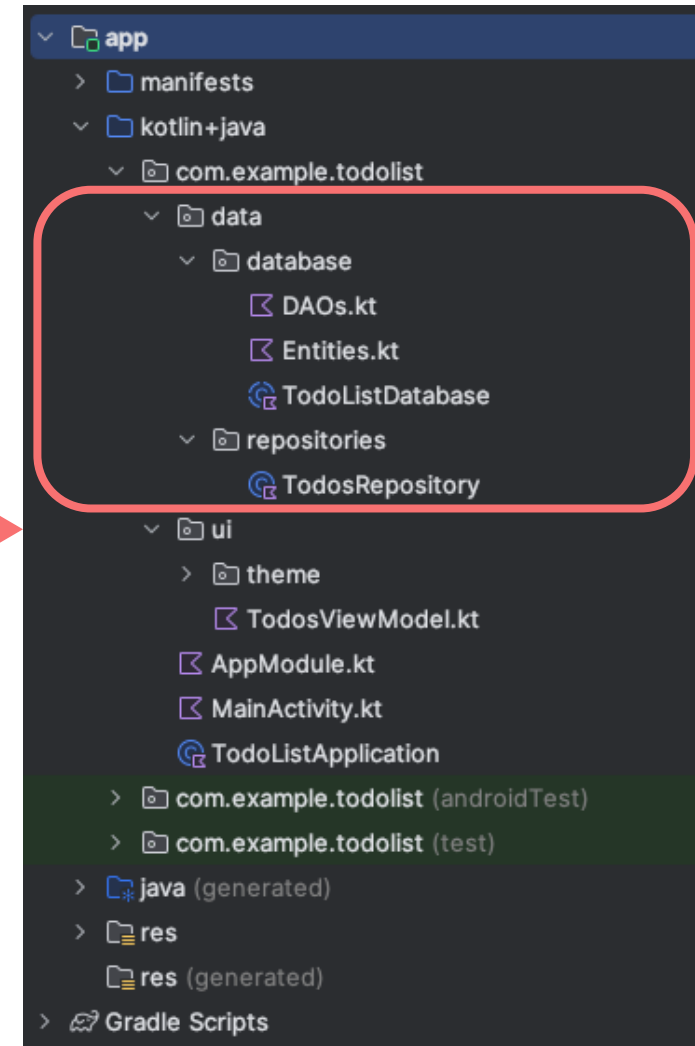 app
manifests
kotlin+java
com.example.todolist
data
database
DAOs.kt
Entities.kt
TodoListDatabase
repositories
TodosRepository
ui
theme
TodosViewModel.kt
AppModule.kt
MainActivity.kt
TodoListApplication
com.example.todolist (androidTest)
com.example.todolist (test)
java (generated)
res
res (generated)
Gradle Scripts